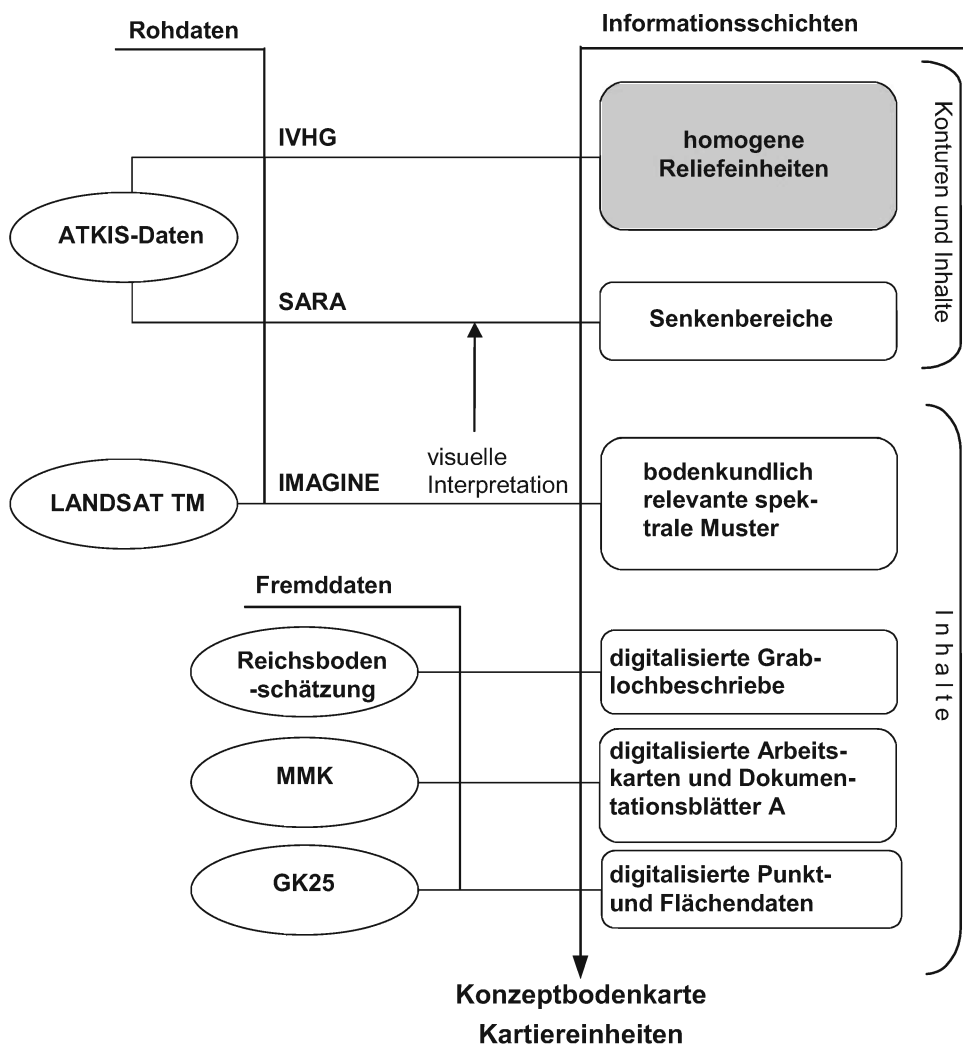 Rohdaten
Informationsschichten
IVHG
homogene
Reliefeinheiten
Konturen und Inhalte
ATKIS-Daten
SARA
Senkenbereiche
visuelle
Interpretation
IMAGINE
LANDSAT TM
bodenkundlich
relevante spek-
trale Muster
Inhalte
Fremddaten
Reichsboden
-schätzung
digitalisierte Grab-
lochbeschriebe
MMK
digitalisierte Arbeits-
karten und Dokumen-
tationsblätter A
GK25
digitalisierte Punkt-
und Flächendaten
Konzeptbodenkarte
Kartiereinheiten